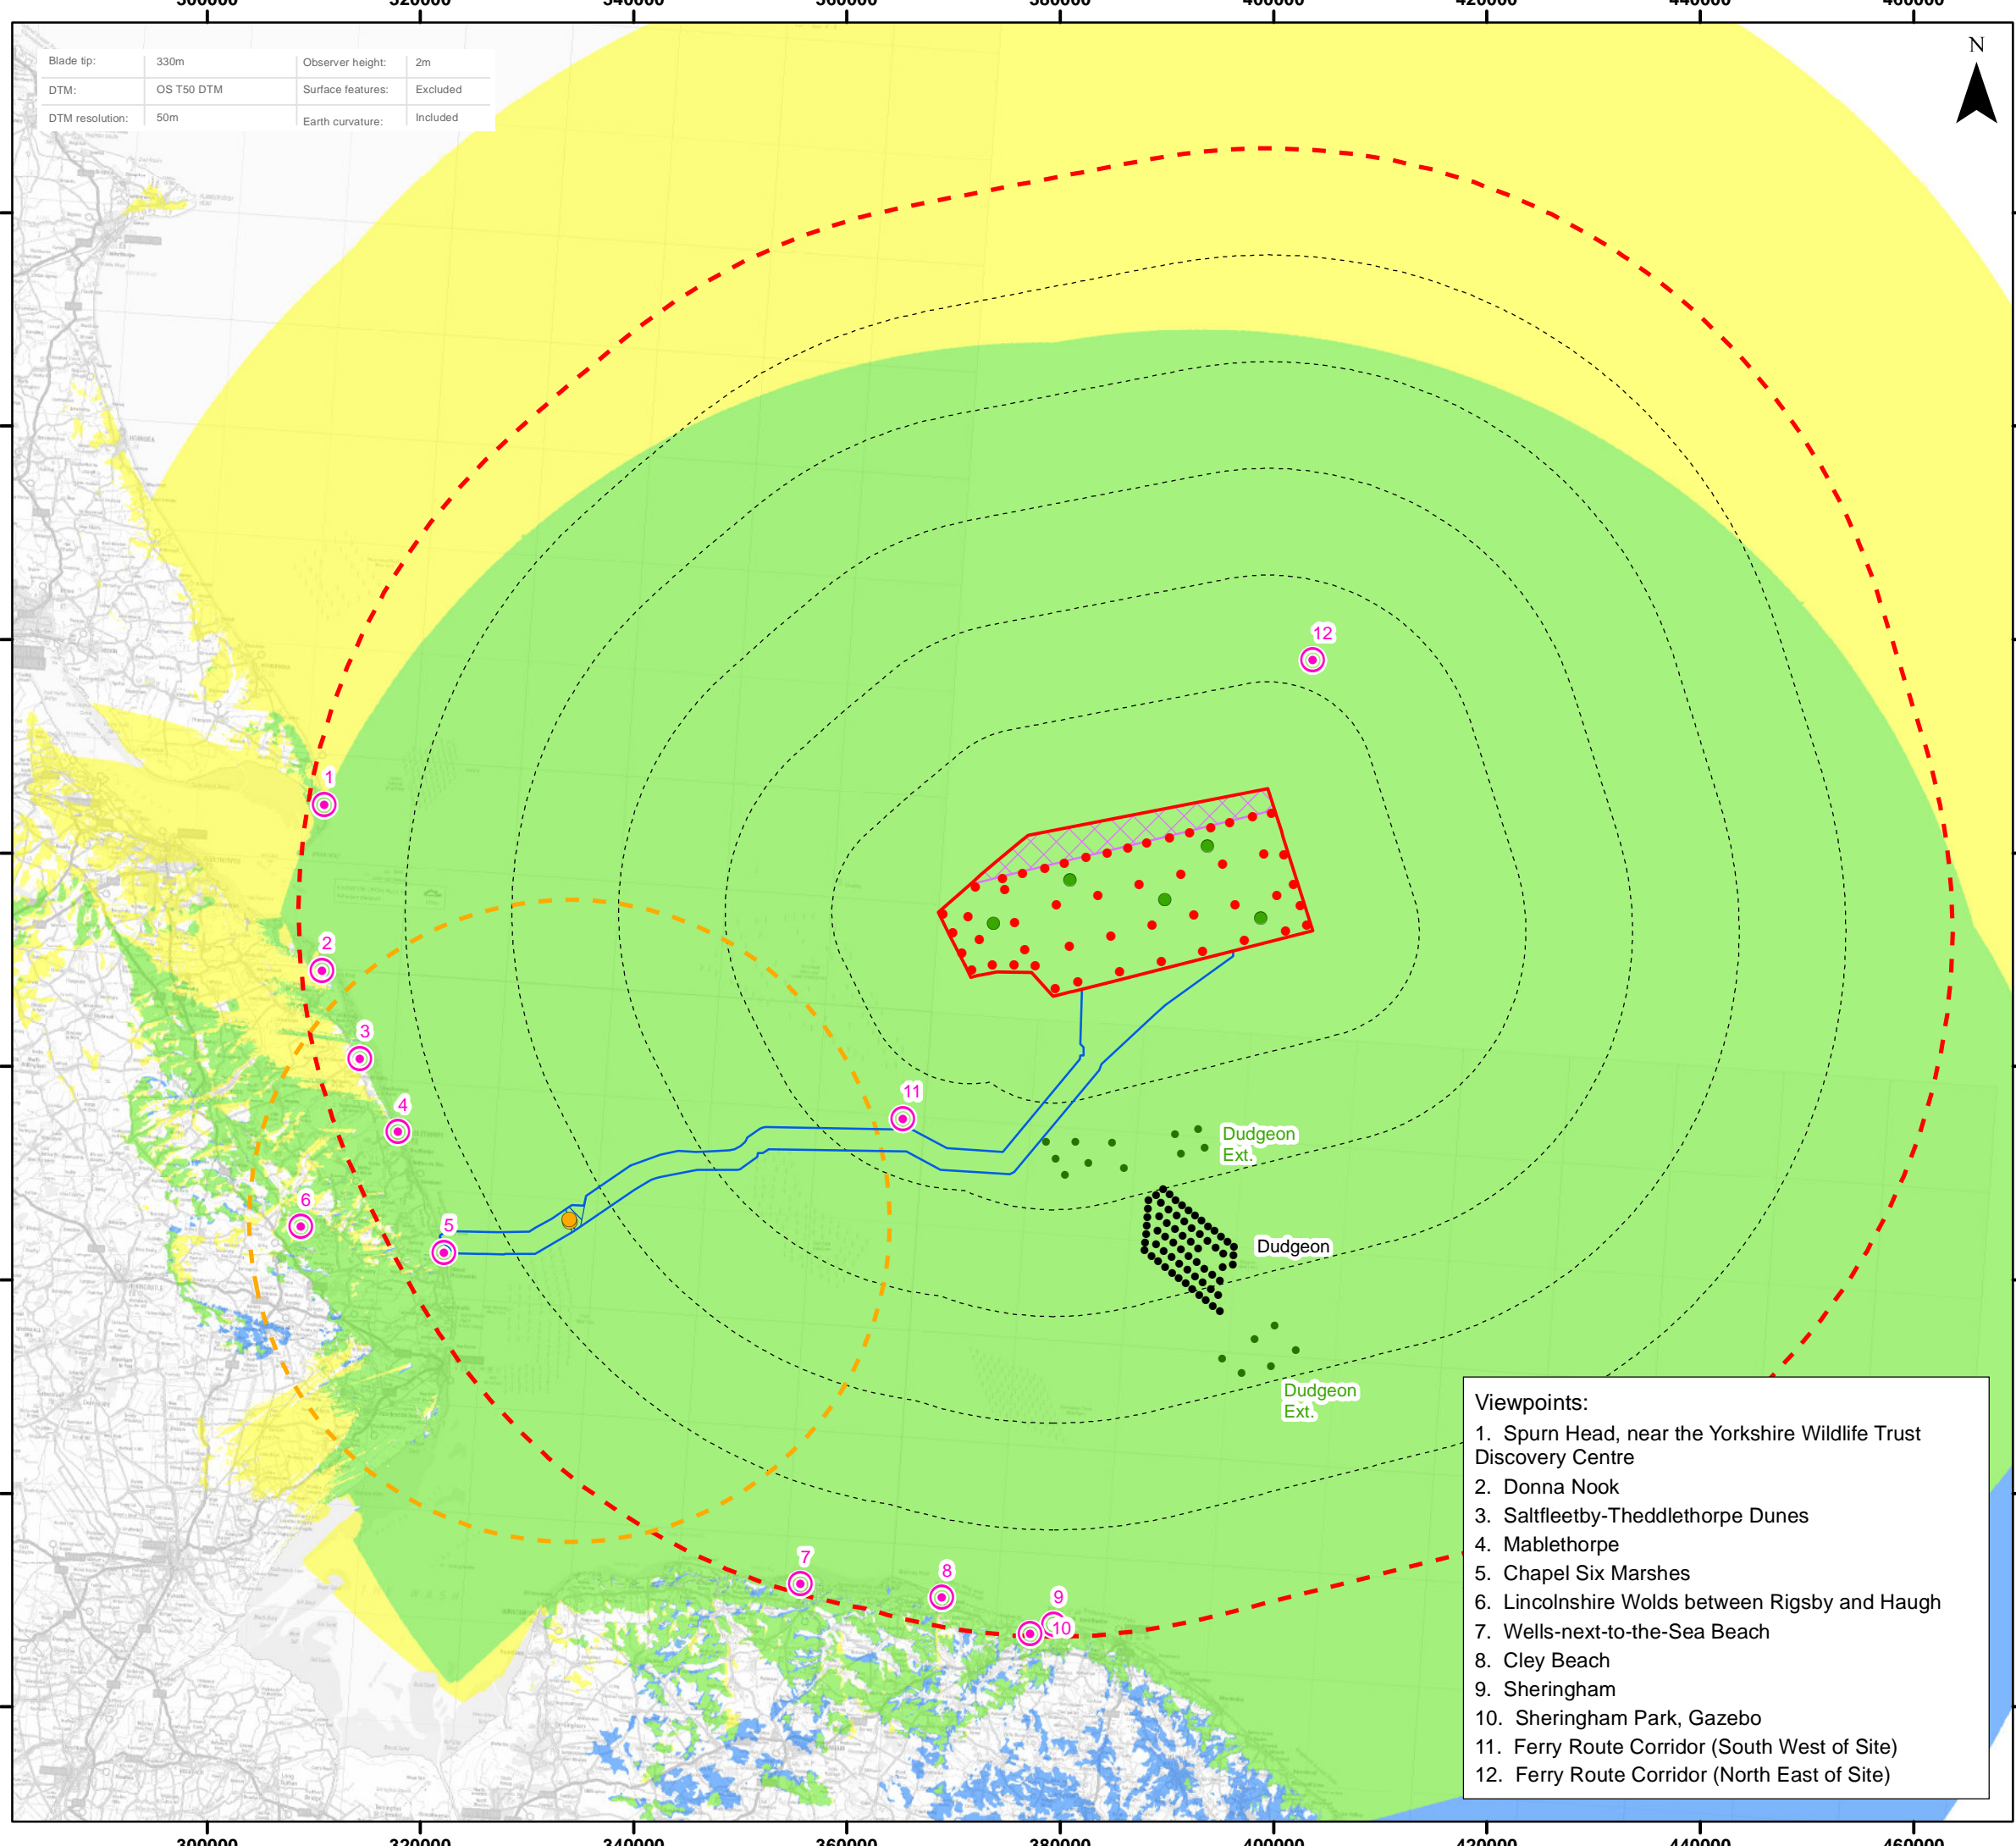 300000 320000 340000 360000 380000 400000 420000 440000 460000
N
Blade tip: 330m Observer height: 2m
DTM: OS T50 DTM Surface features: Excluded
DTM resolution: 50m Earth curvature: Included
12
1
2
3
4
11
Dudgeon
Ext.
6
5
Dudgeon
Dudgeon
Ext.
7
8
9
10
Viewpoints:
1. Spurn Head, near the Yorkshire Wildlife Trust
Discovery Centre
2. Donna Nook
3. Saltfleetby-Theddlethorpe Dunes
4. Mablethorpe
5. Chapel Six Marshes
6. Lincolnshire Wolds between Rigsby and Haugh
7. Wells-next-to-the-Sea Beach
8. Cley Beach
9. Sheringham
10. Sheringham Park, Gazebo
11. Ferry Route Corridor (South West of Site)
12. Ferry Route Corridor (North East of Site)
300000 320000 340000 360000 380000 400000 420000 440000 460000